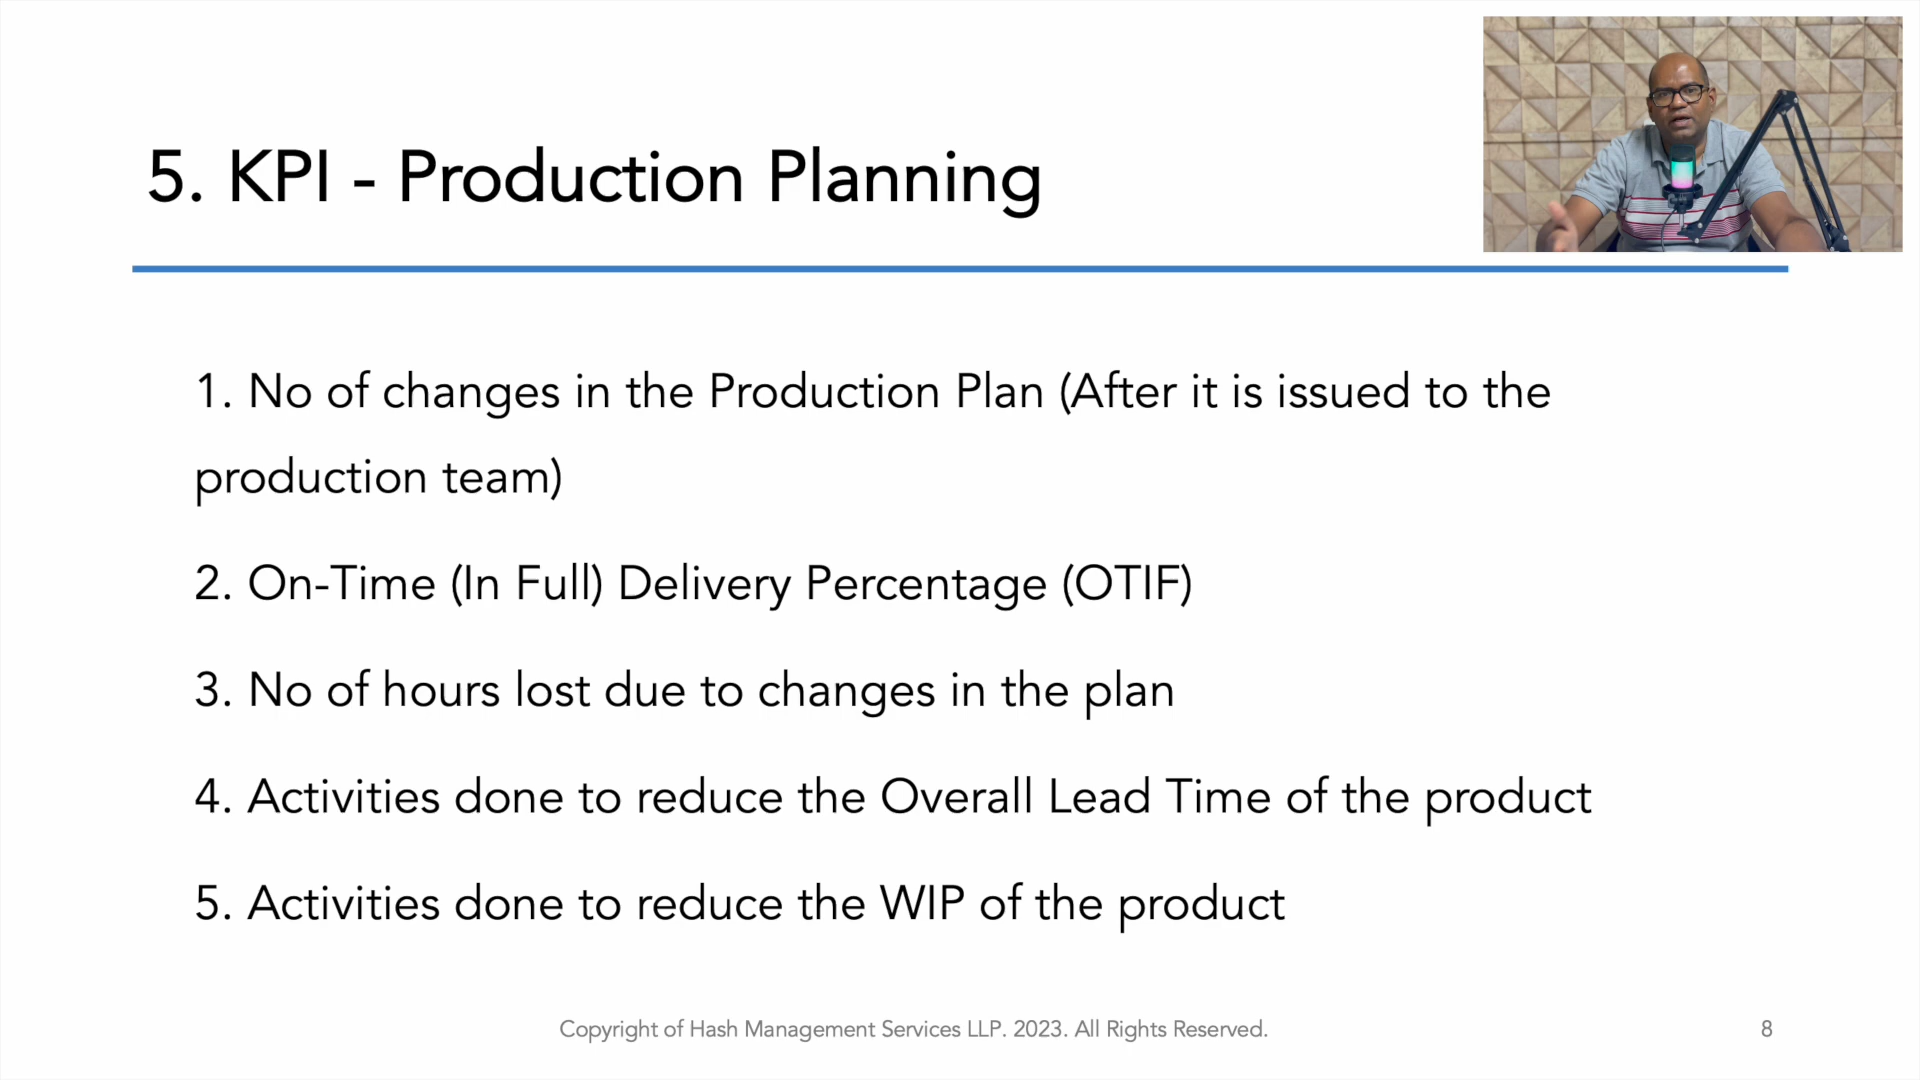 5. KPI - Production Planning
1. No of changes in the Production Plan (After it is issued to the
production team)
2. On-Time (In Full) Delivery Percentage (OTIF)
3. No of hours lost due to changes in the plan
4. Activities done to reduce the Overall Lead Time of the product
5. Activities done to reduce the WIP of the product
Copyright of Hash Management Services LLP. 2023. All Rights Reserved.
8